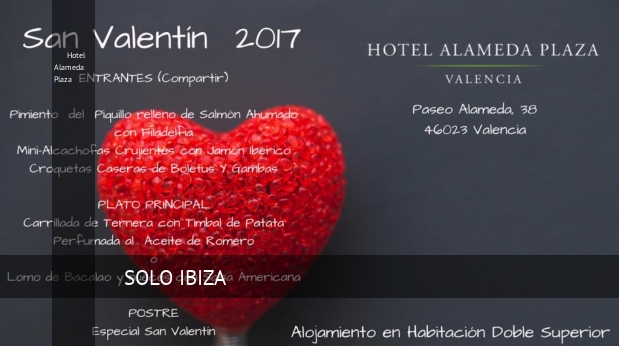 San Valentín 2017
Hotel
Alameda
Plaza
ENTRANTES (Compartir)
Pimiento del Piquillo relleno de Salmón Ahumado
con Filadelfia
Mini-Alcachofas Crujientes con Jamón Ibérico
Croquetas Caseras de Boletus Y Gambas
PLATO PRINCIPAL
Carrillada de Ternera con Timbal de Patata
Perfumada al Aceite de Romero
o
Lomo de Bacalao y Americana
SOLO IBIZA
POSTRE
Especial San Valentín
HOTEL ALAMEDA PLAZA
VALENCIA
Paseo Alameda, 38
46023 Valencia
Alojamiento en Habitación Doble Superior